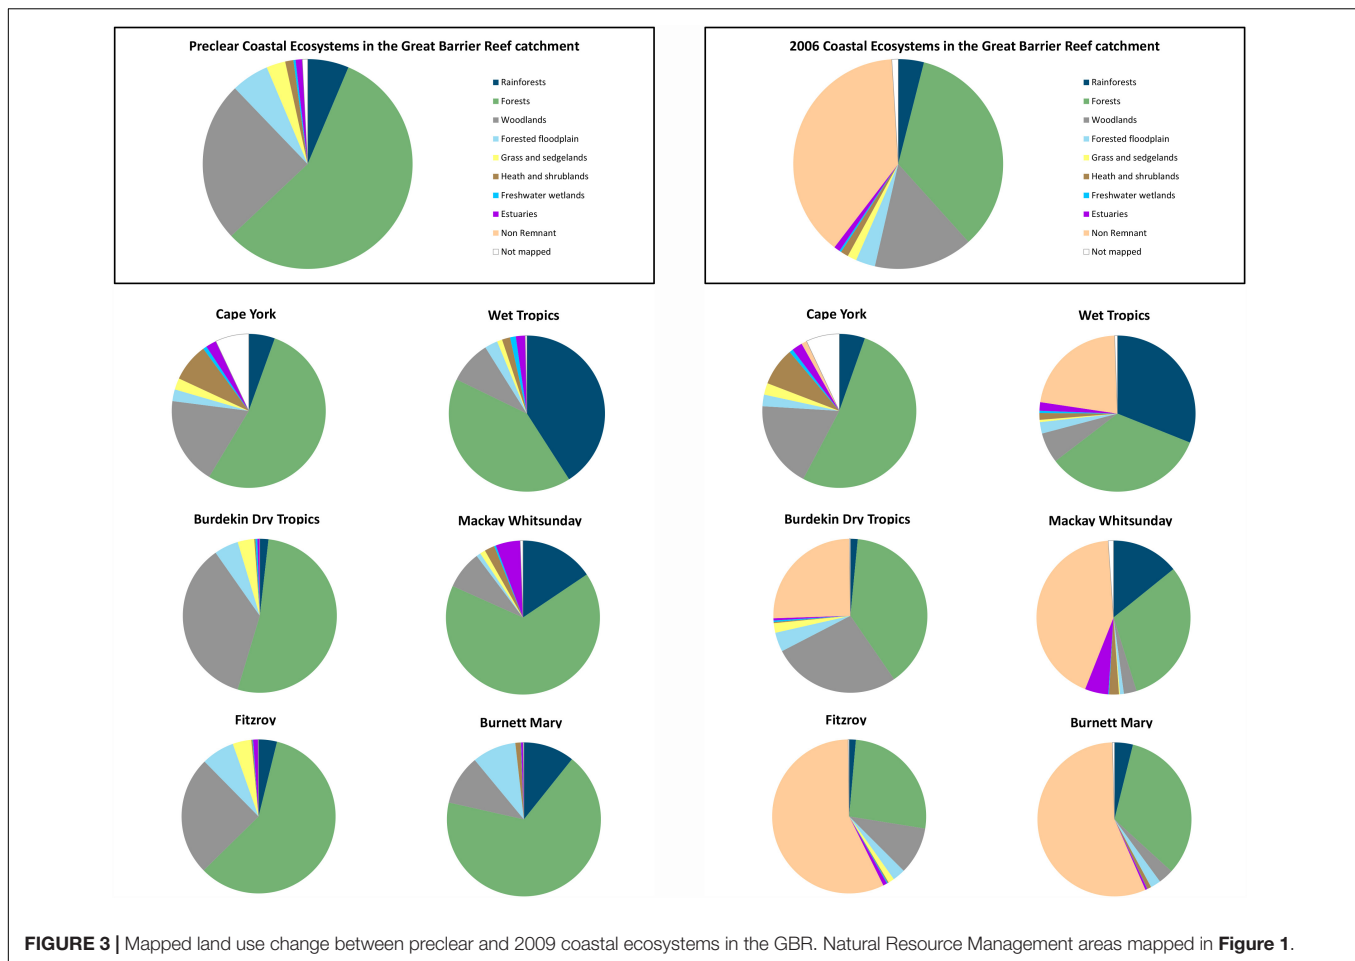 Preclear Coastal Ecosystems in the Great Barrier Reef catchment
Rainforests
Forests
Woodlands
Forested floodplain
Grass and sedgelands
Heath and shrublands
Freshwater wetlands
Estuaries
Non Remnant
Not mapped
2006 Coastal Ecosystems in the Great Barrier Reef catchment
Rainforests
Forests
Woodlands
Forested floodplain
Grass and sedgelands
Heath and shrublands
Freshwater wetlands
Estuaries
Non Remnant
Not mapped
Cape York
Wet Tropics
Cape York
Wet Tropics
Burdekin Dry Tropics
Mackay Whitsunday
Burdekin Dry Tropics
Mackay Whitsunday
Fitzroy
Burnett Mary
Fitzroy
Burnett Mary
FIGURE 3 | Mapped land use change between preclear and 2009 coastal ecosystems in the GBR. Natural Resource Management areas mapped in Figure 1.